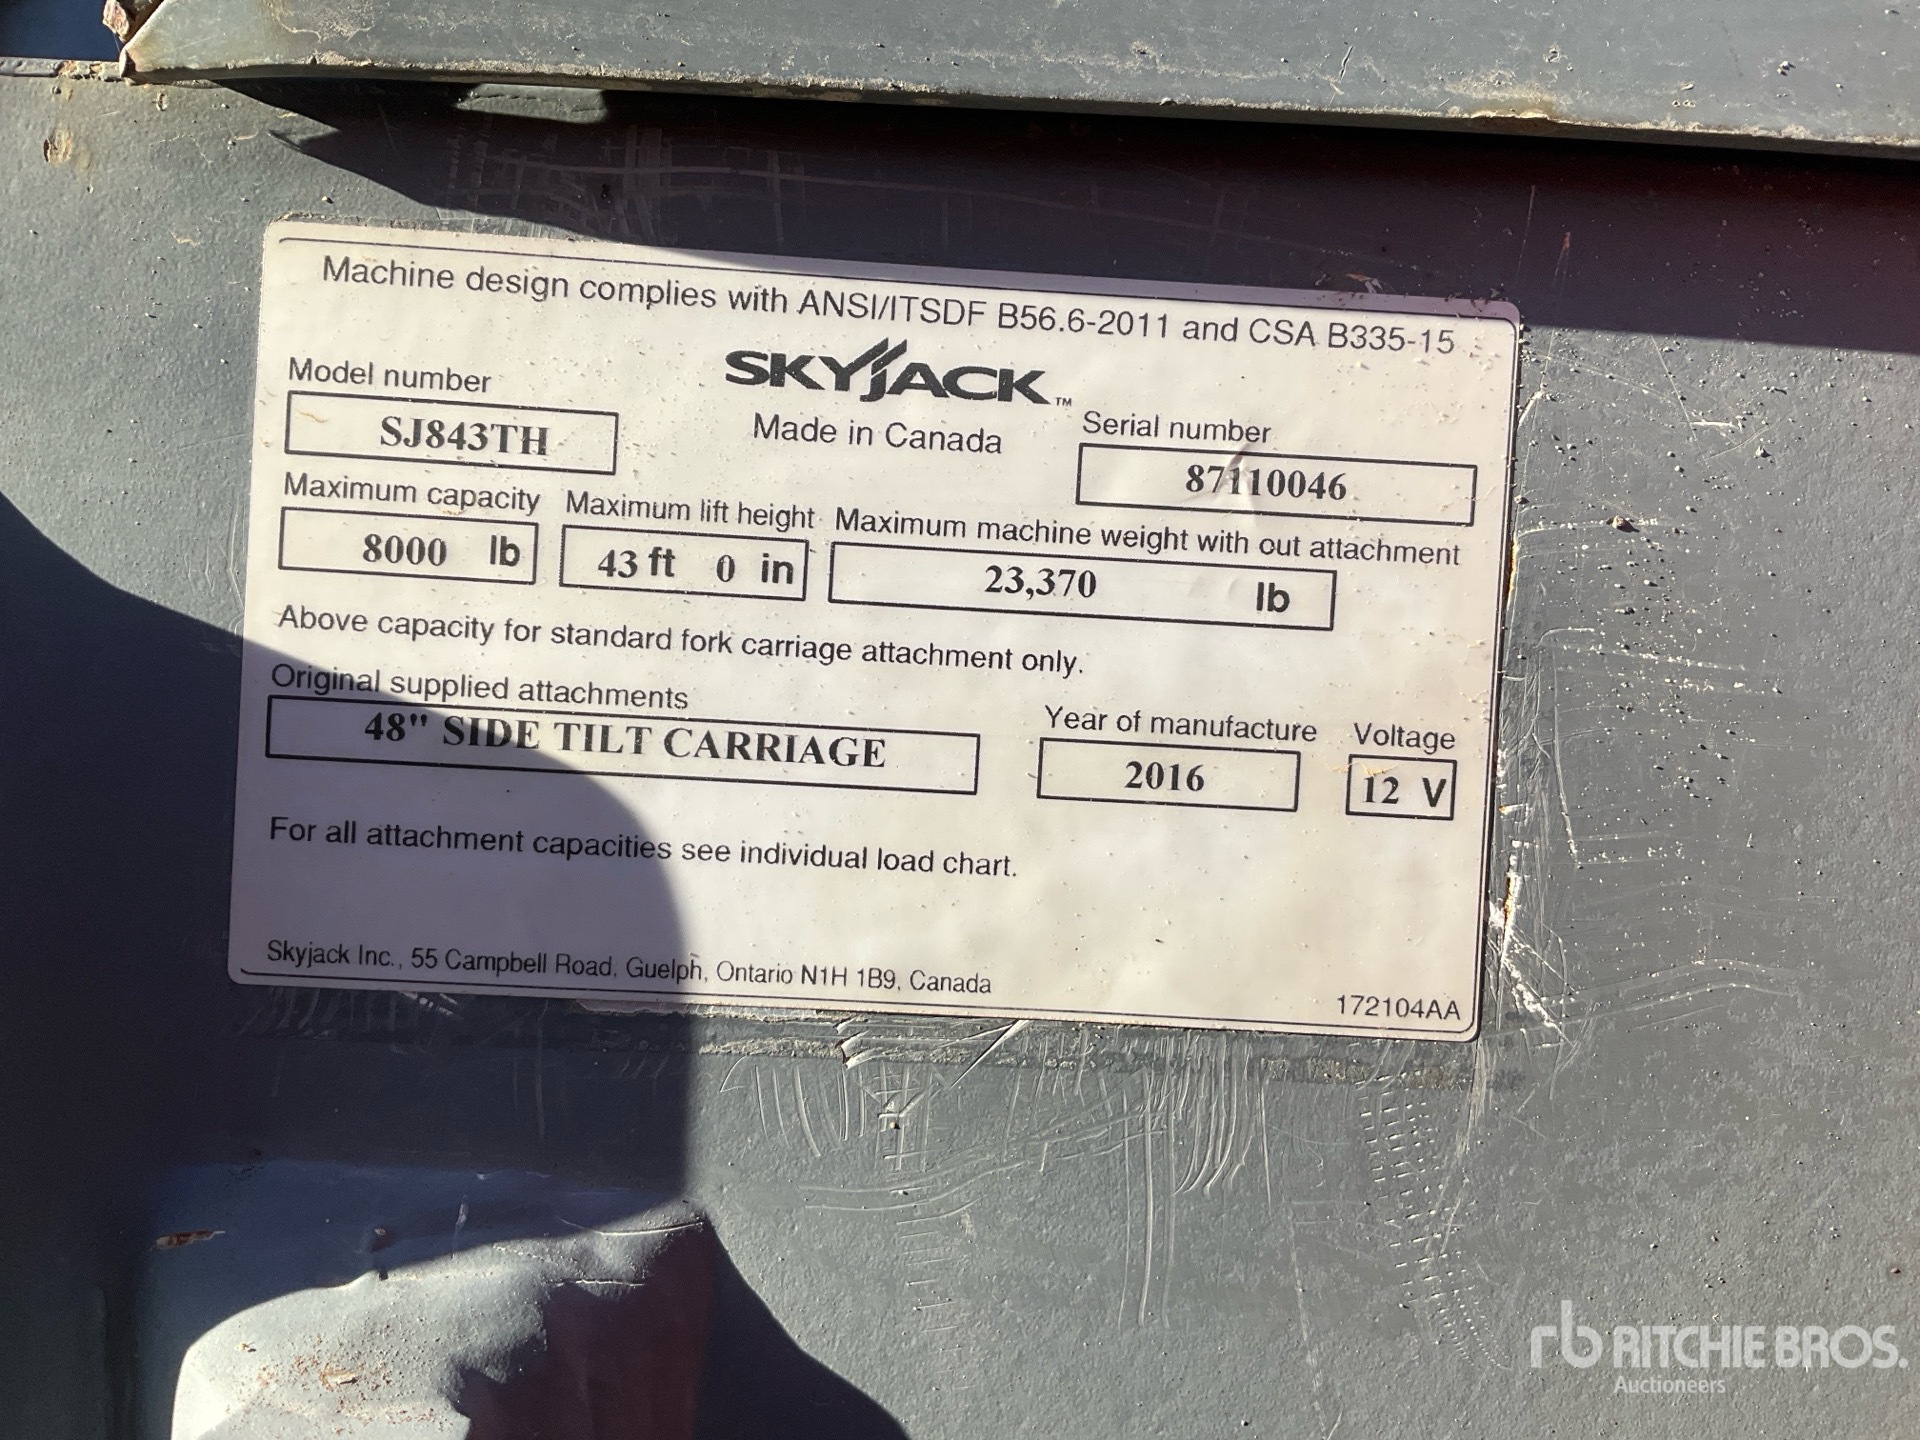 Machine design complies with ANSI/ITSDF B56.6-2011 and CSA B335-15
SKYJACK™
Made in Canada
Model number
SJ843TH
Serial number
87110046
Maximum capacity
8000 lb
Maximum lift height
43 ft 0 in
Maximum machine weight with out attachment
23,370 lb
Above capacity for standard fork carriage attachment only.
Original supplied attachments
48" SIDE TILT CARRIAGE
Year of manufacture
2016
Voltage
12 V
For all attachment capacities see individual load chart.
Skyjack Inc., 55 Campbell Road, Guelph, Ontario N1H 1B9, Canada
172104AA
rb RITCHIE BROS.
Auctioneers